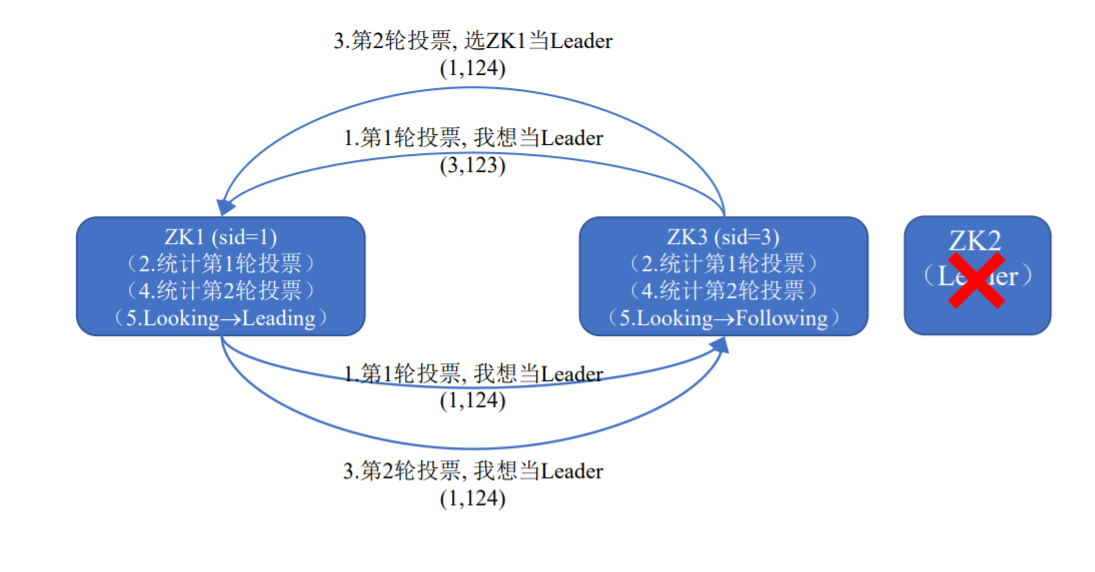 3.第2轮投票, 选ZK1当Leader
(1,124)
1.第1轮投票, 我想当Leader
(3,123)
ZK1 (sid=1)
（2.统计第1轮投票）
（4.统计第2轮投票）
（5.Looking→Leading）
ZK3 (sid=3)
（2.统计第1轮投票）
（4.统计第2轮投票）
（5.Looking→Following）
ZK2
（Leader）
1.第1轮投票, 我想当Leader
(1,124)
3.第2轮投票, 我想当Leader
(1,124)